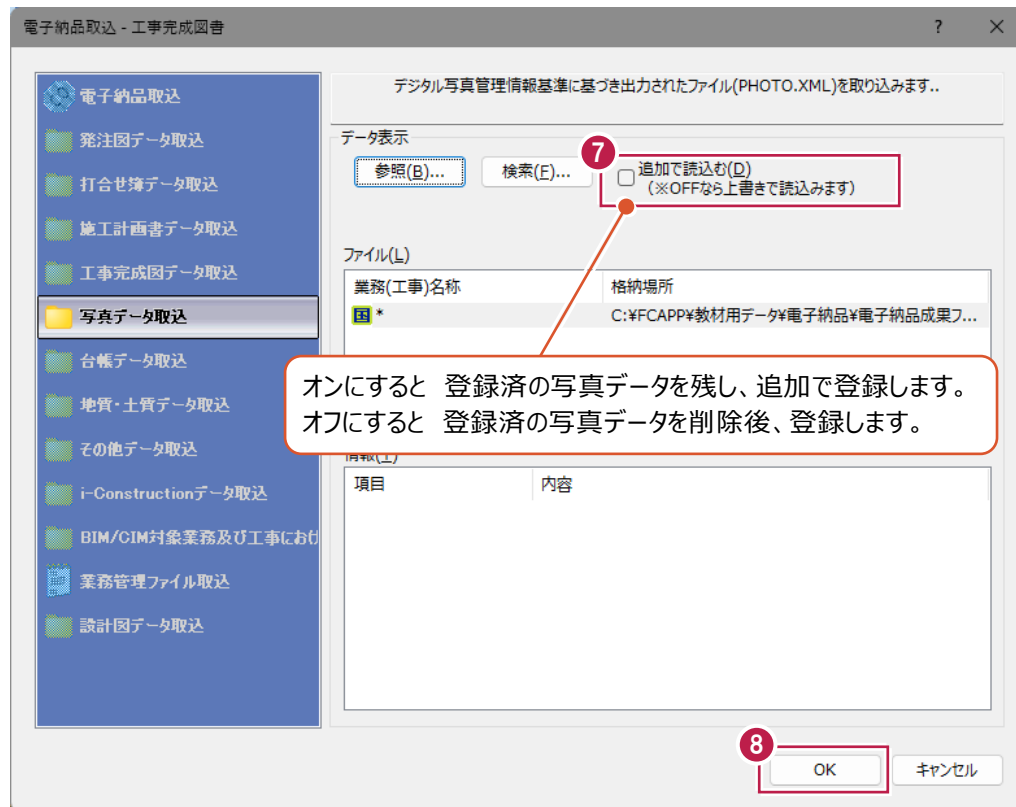 電子納品取込 - 工事完成図書
? ×
電子納品取込
発注図データ取込
打合せ簿データ取込
施工計画書データ取込
工事完成図データ取込
写真データ取込
台帳データ取込
地質・土質データ取込
その他データ取込
i-Constructionデータ取込
BIM/CIM対象業務及び工事におけ
業務管理ファイル取込
設計図データ取込
デジタル写真管理情報基準に基づき出力されたファイル(PHOTO.XML)を取り込みます..
データ表示
参照(B)...
検索(F)...
7
追加で読込む(D)
(※OFFなら上書きで読込みます)
ファイル(L)
業務(工事)名称 格納場所
国 * C:¥FCAPP¥教材用データ¥電子納品¥電子納品成果フ...
オンにすると 登録済の写真データを残し、追加で登録します。
オフにすると 登録済の写真データを削除後、登録します。
情報(T)
項目 内容
8
OK
キャンセル